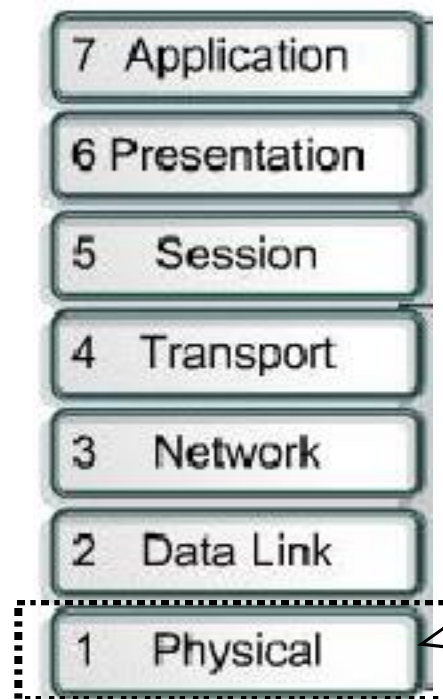 7 Application
6 Presentation
5 Session
4 Transport
3 Network
2 Data Link
1 Physical